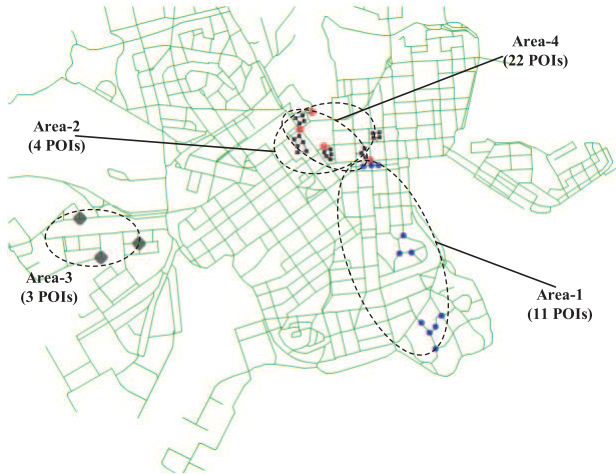 Area-4
(22 POIs)
Area-2
(4 POIs)
Area-3
(3 POIs)
Area-1
(11 POIs)